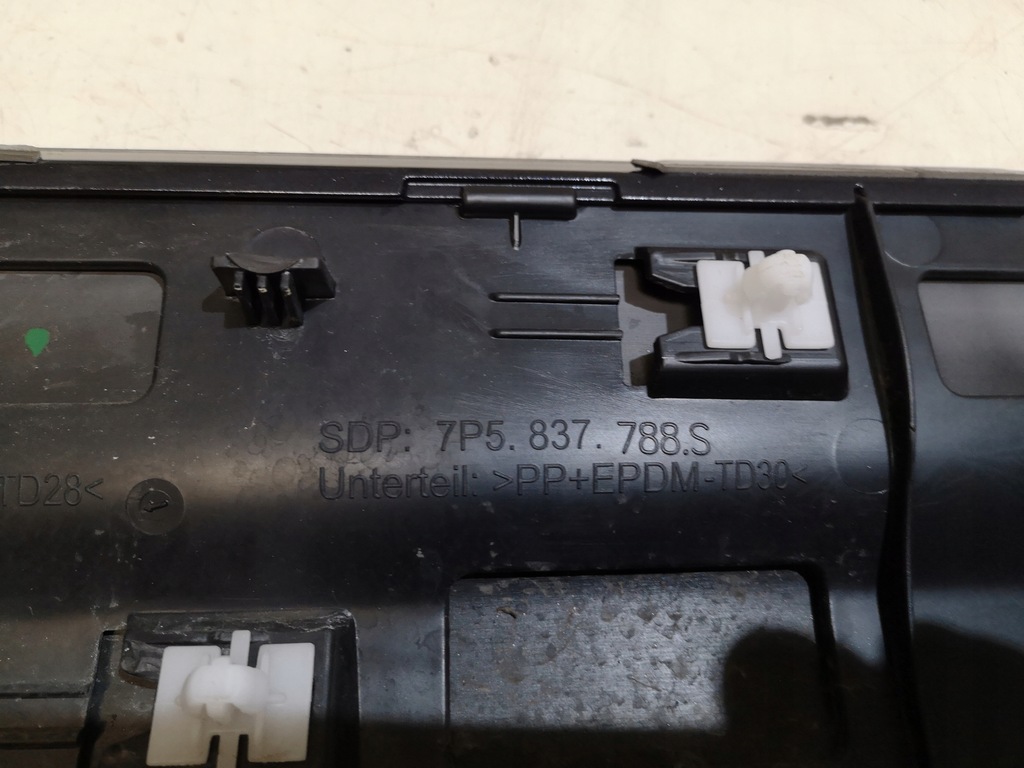 SDP: 7P5. 837. 788.S
Unterteil: >PP+EPDM-TD30<
TD28<